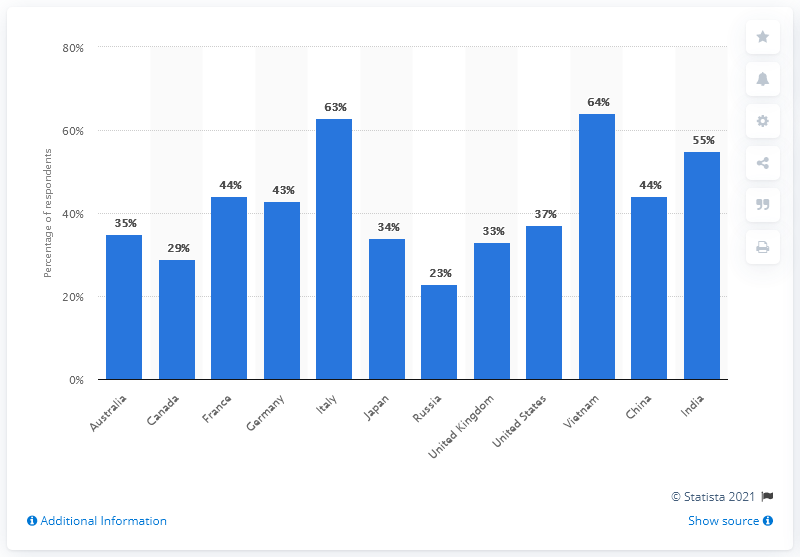 80%
60%
40%
20%
0%
Percentage of respondents
35%
29%
44%
43%
63%
34%
23%
33%
37%
64%
44%
55%
Australia
Canada
France
Germany
Italy
Japan
Russia
United Kingdom
United States
Vietnam
China
India
© Statista 2021
Additional Information
Show source